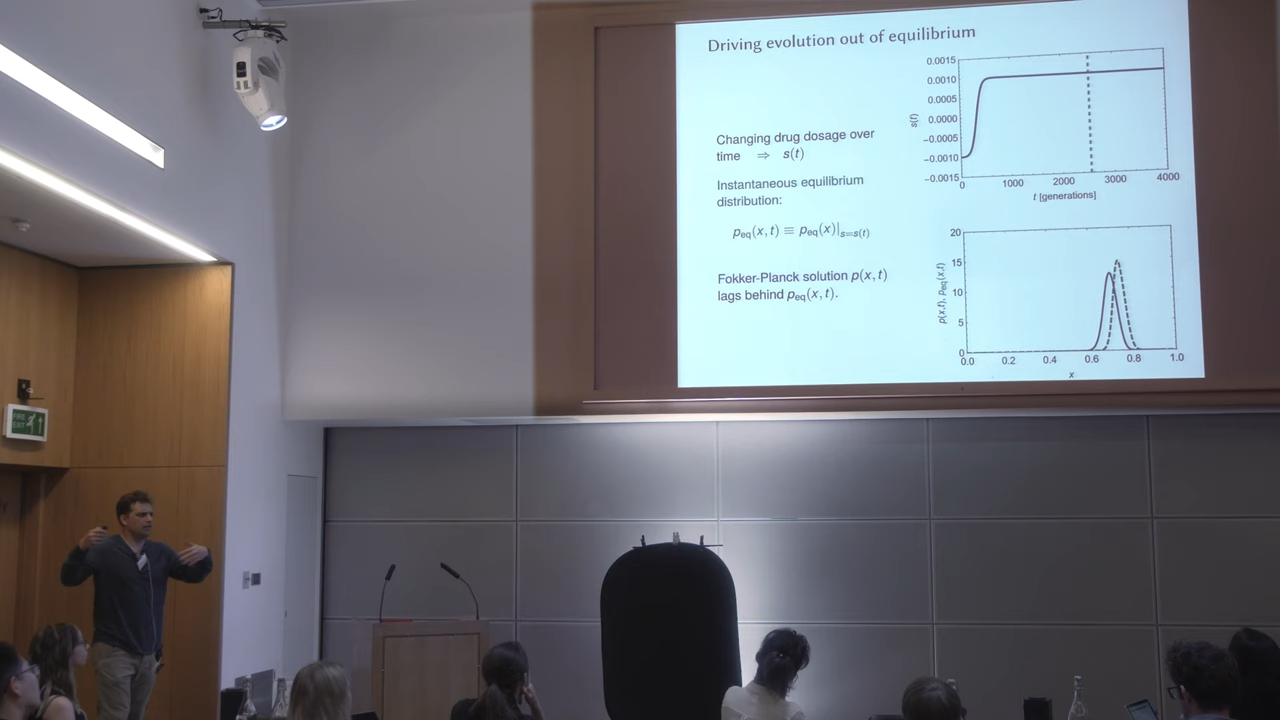 Driving evolution out of equilibrium
Changing drug dosage over
time ⇒ s(t)
Instantaneous equilibrium
distribution:
p_eq(x, t) ≡ p_eq(x)|_{s=s(t)}
Fokker-Planck solution p(x, t)
lags behind p_eq(x, t).
0.0015
0.0010
0.0005
0.0000
−0.0005
−0.0010
−0.0015
s(t)
0 1000 2000 3000 4000
t [generations]
20
15
10
5
0
p(x,t), p_eq(x,t)
0.0 0.2 0.4 0.6 0.8 1.0
x
FIRE
EXIT